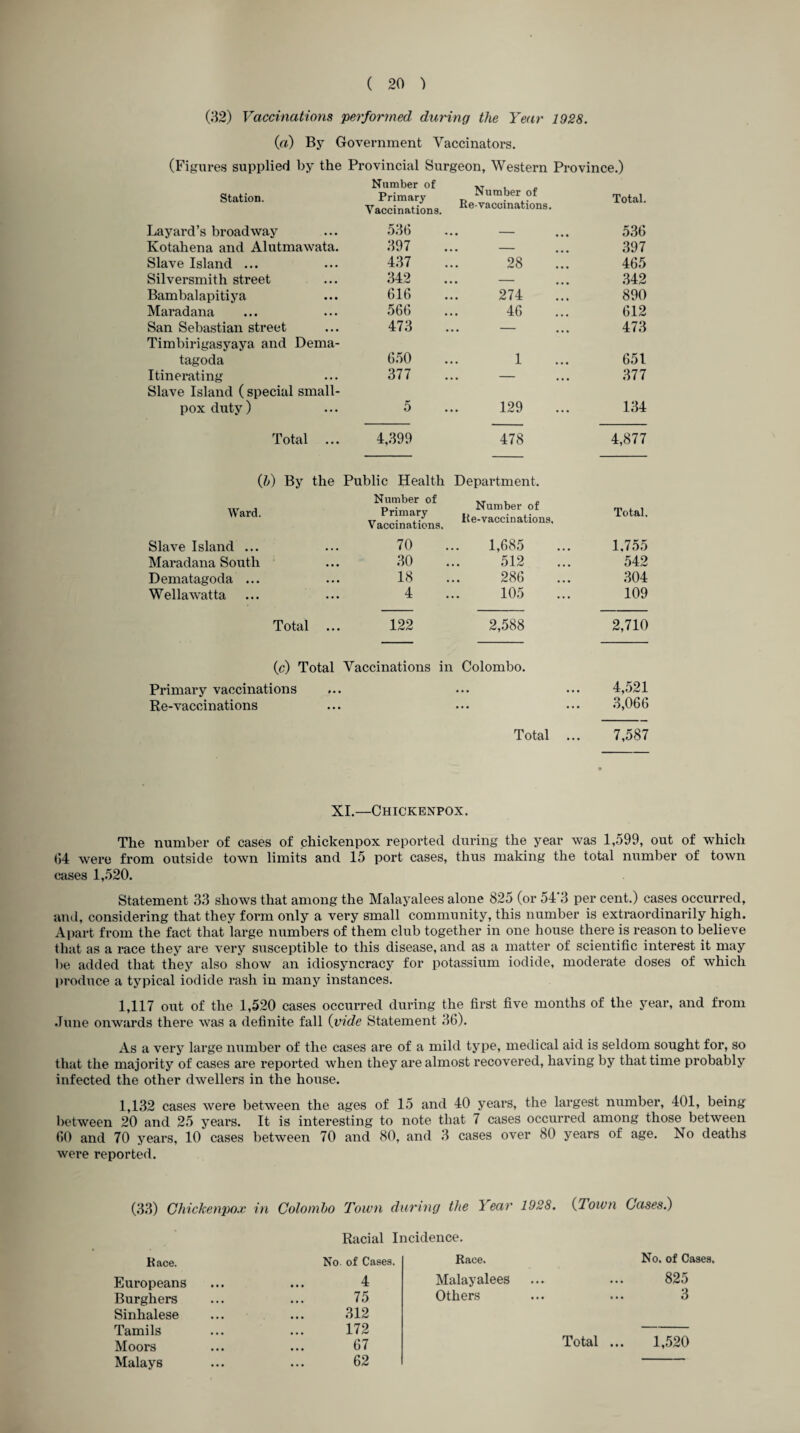 ( 20 )
(32) Vaccinations performed during the Year 1928.
(a) By Government Vaccinators.
(Figures supplied by the Provincial Surgeon, Western Province.)
Station. Number of Primary Vaccinations. Number of Re-vaccinations. Total.
Layard's broadway ... 536 ... — ... 536
Kotahena and Alutmawata. 397 ... — ... 397
Slave Island ... ... 437 ... 28 ... 465
Silversmith street ... 342 ... — ... 342
Bambalapitiya ... 616 ... 274 ... 890
Maradana ... ... 566 ... 46 ... 612
San Sebastian street ... 473 ... — ... 473
Timbirigasyaya and Dema-
tagoda 650 ... 1 ... 651
Itinerating ... 377 ... — ... 377
Slave Island (special small-
pox duty) ... 5 ... 129 ... 134
Total ... 4,399 478 4,877
(b) By the Public Health Department.
Ward. Number of Primary Vaccinations. Number of Re-vaccinations. Total.
Slave Island ... ... 70 ... 1,685 ... 1,755
Maradana South ... 30 ... 512 ... 542
Dematagoda ... ... 18 ... 286 ... 304
Wellawatta ... ... 4 ... 105 ... 109
Total ... 122 2,588 2,710
(c) Total Vaccinations in Colombo.
Primary vaccinations ... ... ... 4,521
Re-vaccinations ... ... ... 3,066
Total ... 7,587
XI.—CHICKENPOX.
The number of cases of chickenpox reported during the year was 1,599, out of which
64 were from outside town limits and 15 port cases, thus making the total number of town
cases 1,520.
Statement 33 shows that among the Malayalees alone 825 (or 54·3 per cent.) cases occurred,
and, considering that they form only a very small community, this number is extraordinarily high.
Apart from the fact that large numbers of them club together in one house there is reason to believe
that as a race they are very susceptible to this disease, and as a matter of scientific interest it may
be added that they also show an idiosyncracy for potassium iodide, moderate doses of which
produce a typical iodide rash in many instances.
1,117 out of the 1,520 cases occurred during the first five months of the year, and from
June onwards there was a definite fall (vide Statement 36).
As a very large number of the cases are of a mild type, medical aid is seldom sought for, so
that the majority of cases are reported when they are almost recovered, having by that time probably
infected the other dwellers in the house.
1,132 cases were between the ages of 15 and 40 years, the largest number, 401, being
between 20 and 25 years. It is interesting to note that 7 cases occurred among those between
60 and 70 years, 10 cases between 70 and 80, and 3 cases over 80 years of age. No deaths
were reported.
(33) Chickenpox in Colombo Town during the Year 1928. (Town Cases.)
Racial Incidence.
Race. No. of Cases. Race. No. of Cases.
Europeans ... ... 4 Malayalees ... ... 825
Burghers ... ... 75 Others ... ... 3
Sinhalese ... ... 312
Tamils ... ... 172
Moors ... ... 67 Total ... 1,520
Malays ... ... 62